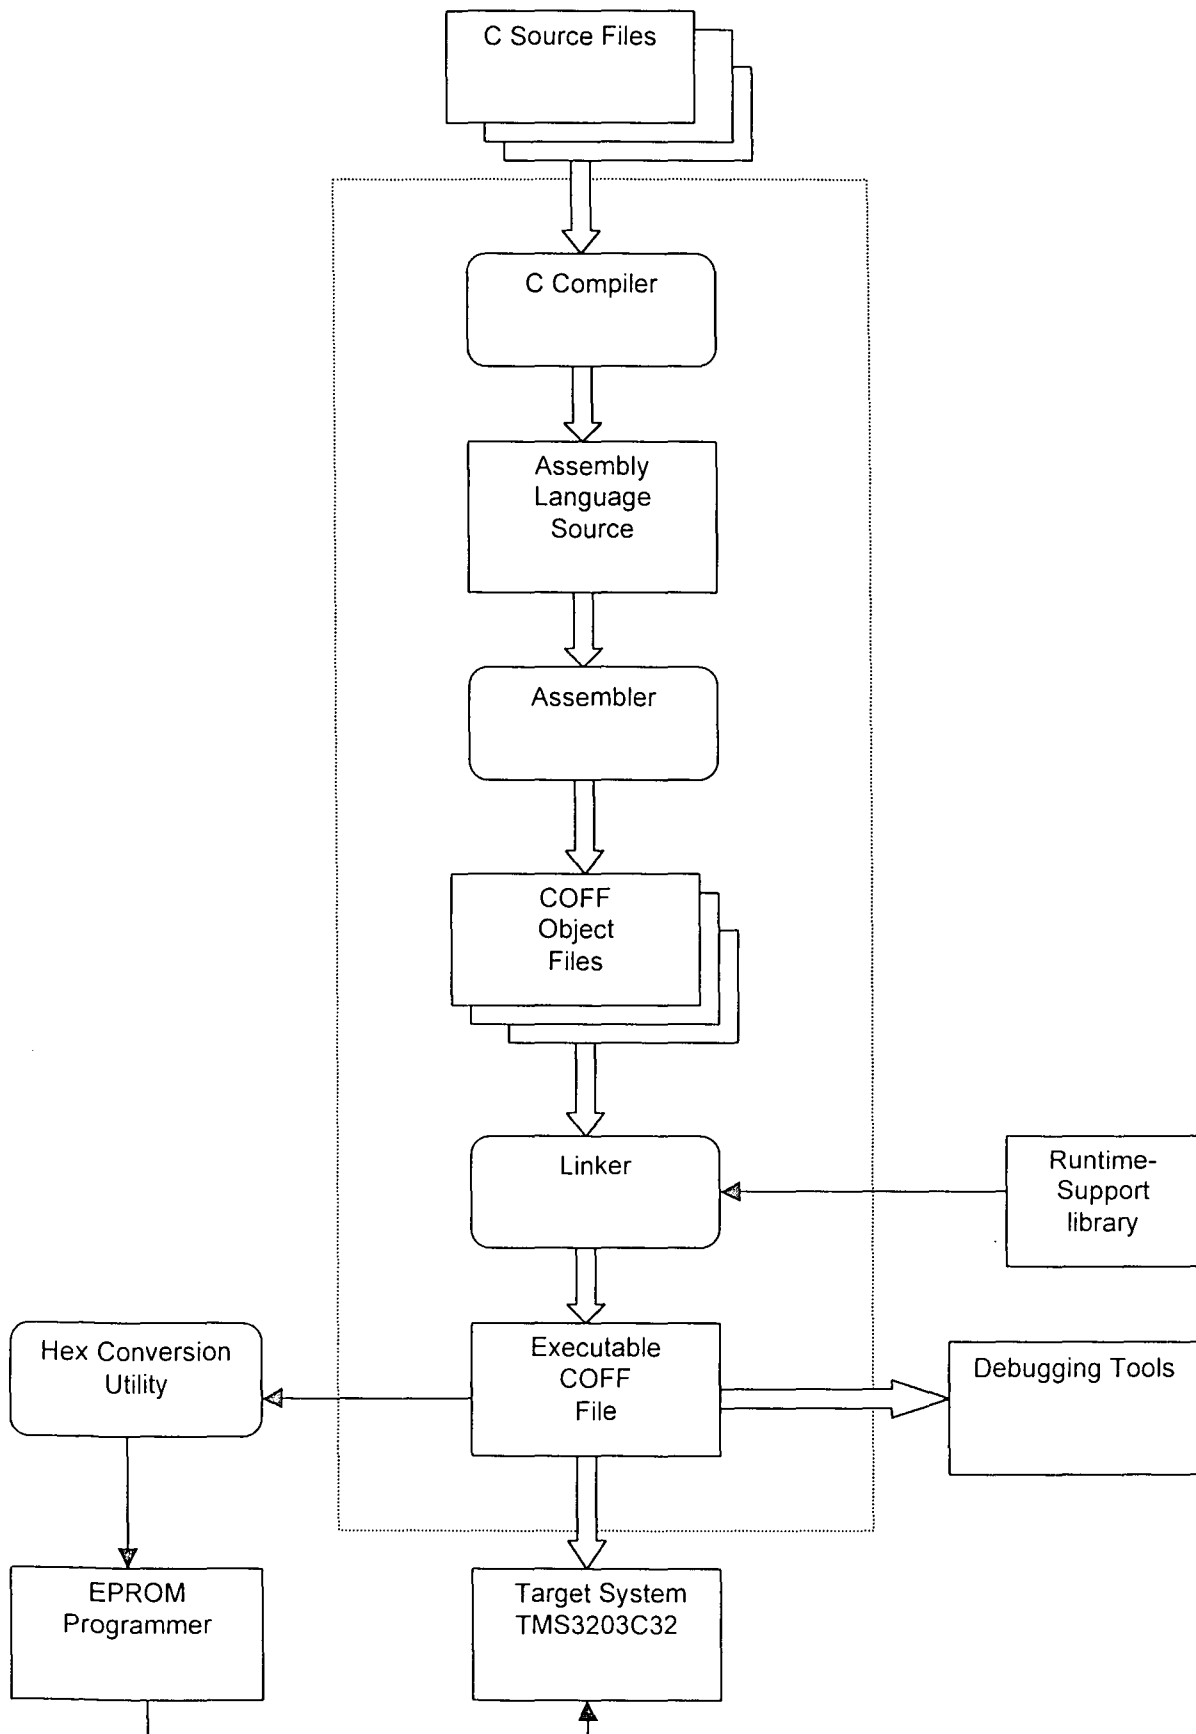 C Source Files
C Compiler
Assembly
Language
Source
Assembler
COFF
Object
Files
Linker
Runtime-
Support
library
Hex Conversion
Utility
Executable
COFF
File
Debugging Tools
EPROM
Programmer
Target System
TMS3203C32